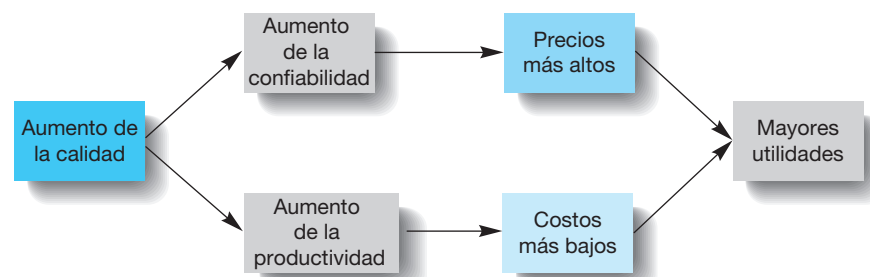 Aumento de
la calidad
Aumento
de la
confiabilidad
Precios
más altos
Aumento
de la
productividad
Costos
más bajos
Mayores
utilidades